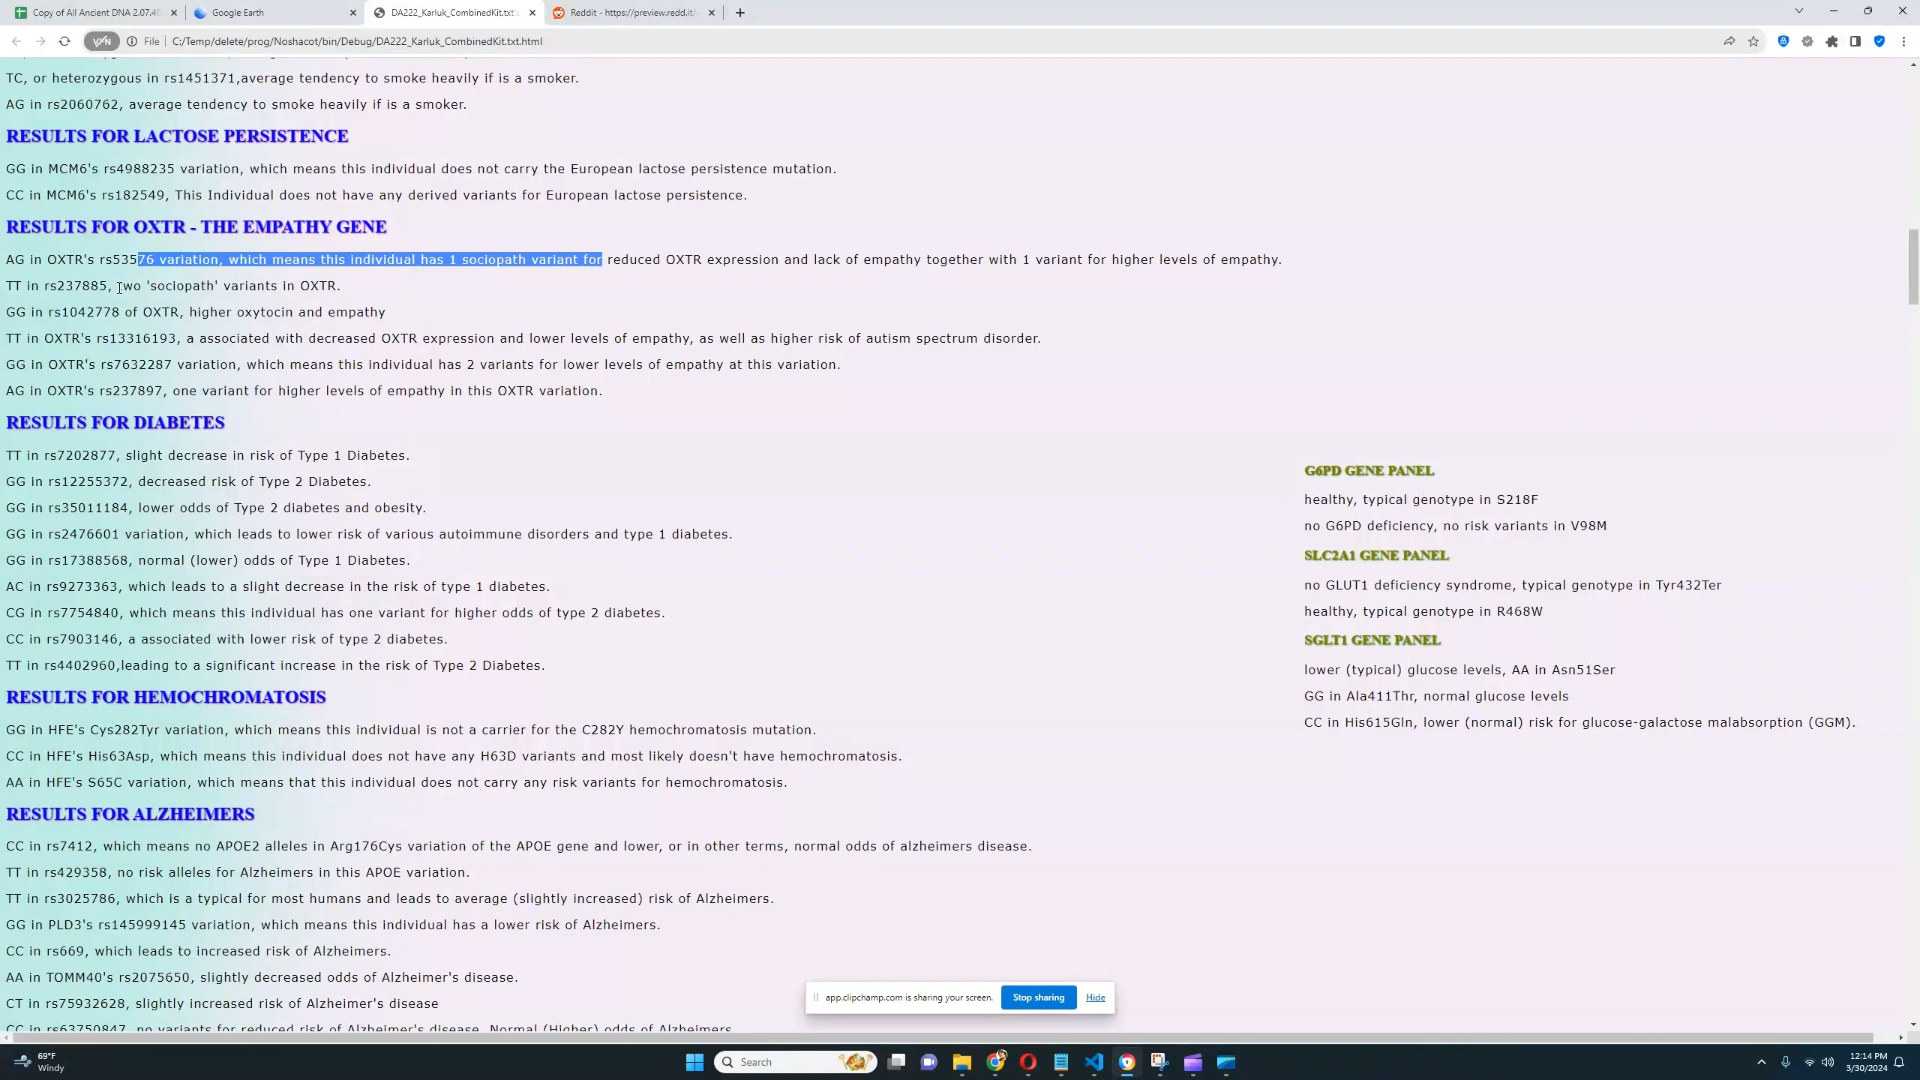 Copy of All Ancient DNA 2.07.4
Google Earth
DA222_Karluk_CombinedKit.txt's
Reddit - https://preview.redd.it/
File
C:/Temp/delete/prog/Noshacot/bin/Debug/DA222_Karluk_CombinedKit.txt.html
TC, or heterozygous in rs1451371,average tendency to smoke heavily if is a smoker.
AG in rs2060762, average tendency to smoke heavily if is a smoker.
RESULTS FOR LACTOSE PERSISTENCE
GG in MCM6's rs4988235 variation, which means this individual does not carry the European lactose persistence mutation.
CC in MCM6's rs182549, This Individual does not have any derived variants for European lactose persistence.
RESULTS FOR OXTR - THE EMPATHY GENE
AG in OXTR's rs53576 variation, which means this individual has 1 sociopath variant for reduced OXTR expression and lack of empathy together with 1 variant for higher levels of empathy.
TT in rs237885, two 'sociopath' variants in OXTR.
GG in rs1042778 of OXTR, higher oxytocin and empathy
TT in OXTR's rs13316193, a associated with decreased OXTR expression and lower levels of empathy, as well as higher risk of autism spectrum disorder.
GG in OXTR's rs7632287 variation, which means this individual has 2 variants for lower levels of empathy at this variation.
AG in OXTR's rs237897, one variant for higher levels of empathy in this OXTR variation.
RESULTS FOR DIABETES
TT in rs7202877, slight decrease in risk of Type 1 Diabetes.
GG in rs12255372, decreased risk of Type 2 Diabetes.
GG in rs35011184, lower odds of Type 2 diabetes and obesity.
GG in rs2476601 variation, which leads to lower risk of various autoimmune disorders and type 1 diabetes.
GG in rs17388568, normal (lower) odds of Type 1 Diabetes.
AC in rs9273363, which leads to a slight decrease in the risk of type 1 diabetes.
CG in rs7754840, which means this individual has one variant for higher odds of type 2 diabetes.
CC in rs7903146, a associated with lower risk of type 2 diabetes.
TT in rs4402960,leading to a significant increase in the risk of Type 2 Diabetes.
G6PD GENE PANEL
healthy, typical genotype in S218F
no G6PD deficiency, no risk variants in V98M
SLC2A1 GENE PANEL
no GLUT1 deficiency syndrome, typical genotype in Tyr432Ter
healthy, typical genotype in R468W
SGLT1 GENE PANEL
lower (typical) glucose levels, AA in Asn51Ser
GG in Ala411Thr, normal glucose levels
CC in His615Gln, lower (normal) risk for glucose-galactose malabsorption (GGM).
RESULTS FOR HEMOCHROMATOSIS
GG in HFE's Cys282Tyr variation, which means this individual is not a carrier for the C282Y hemochromatosis mutation.
CC in HFE's His63Asp, which means this individual does not have any H63D variants and most likely doesn't have hemochromatosis.
AA in HFE's S65C variation, which means that this individual does not carry any risk variants for hemochromatosis.
RESULTS FOR ALZHEIMERS
CC in rs7412, which means no APOE2 alleles in Arg176Cys variation of the APOE gene and lower, or in other terms, normal odds of alzheimers disease.
TT in rs429358, no risk alleles for Alzheimers in this APOE variation.
TT in rs3025786, which is a typical for most humans and leads to average (slightly increased) risk of Alzheimers.
GG in PLD3's rs145999145 variation, which means this individual has a lower risk of Alzheimers.
CC in rs669, which leads to increased risk of Alzheimers.
AA in TOMM40's rs2075650, slightly decreased odds of Alzheimer's disease.
CT in rs75932628, slightly increased risk of Alzheimer's disease
CC in rs63750847, no variants for reduced risk of Alzheimer's disease. Normal (Higher) odds of Alzheimers
app.clipchamp.com is sharing your screen.
Stop sharing
Hide
69°F
Windy
Search
12:14 PM
3/30/2024